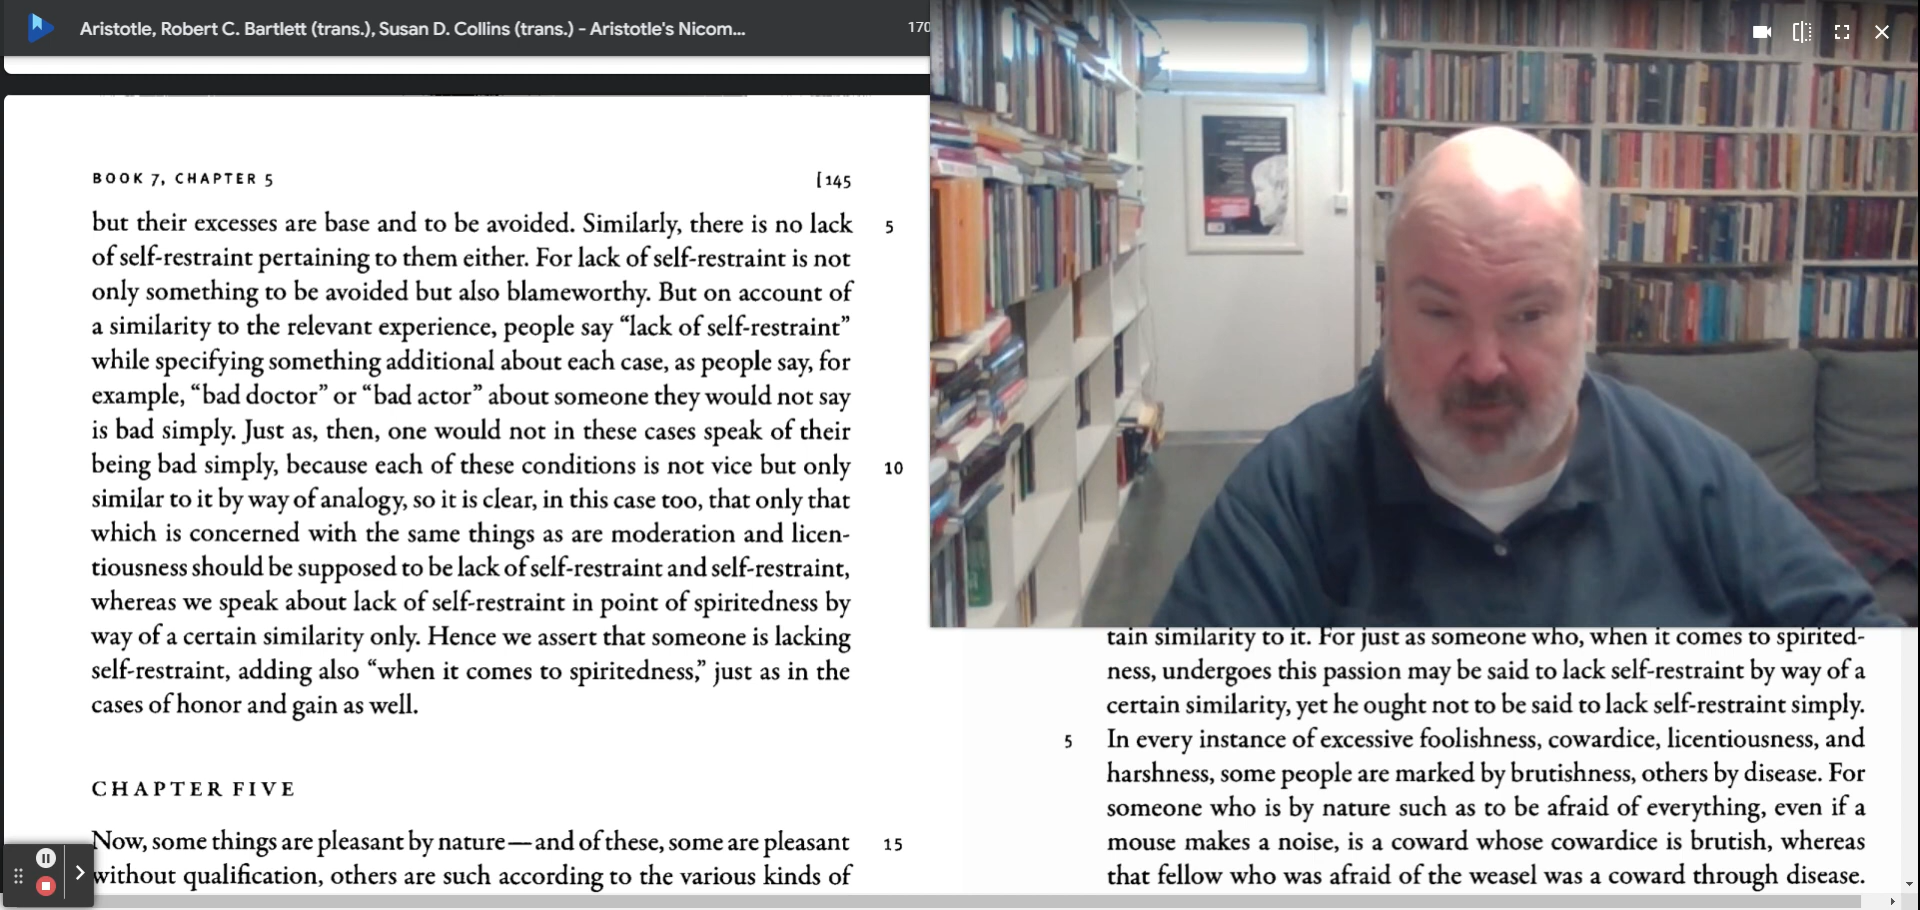 Aristotle, Robert C. Bartlett (trans.), Susan D. Collins (trans.) - Aristotle's Nicom...
170
BOOK 7, CHAPTER 5
[ 145
but their excesses are base and to be avoided. Similarly, there is no lack 5
of self-restraint pertaining to them either. For lack of self-restraint is not
only something to be avoided but also blameworthy. But on account of
a similarity to the relevant experience, people say “lack of self-restraint”
while specifying something additional about each case, as people say, for
example, “bad doctor” or “bad actor” about someone they would not say
is bad simply. Just as, then, one would not in these cases speak of their
being bad simply, because each of these conditions is not vice but only 10
similar to it by way of analogy, so it is clear, in this case too, that only that
which is concerned with the same things as are moderation and licen-
tiousness should be supposed to be lack of self-restraint and self-restraint,
whereas we speak about lack of self-restraint in point of spiritedness by
way of a certain similarity only. Hence we assert that someone is lacking
self-restraint, adding also “when it comes to spiritedness,” just as in the
cases of honor and gain as well.
CHAPTER FIVE
Now, some things are pleasant by nature—and of these, some are pleasant 15
without qualification, others are such according to the various kinds of
tain similarity to it. For just as someone who, when it comes to spirited-
ness, undergoes this passion may be said to lack self-restraint by way of a
certain similarity, yet he ought not to be said to lack self-restraint simply.
5 In every instance of excessive foolishness, cowardice, licentiousness, and
harshness, some people are marked by brutishness, others by disease. For
someone who is by nature such as to be afraid of everything, even if a
mouse makes a noise, is a coward whose cowardice is brutish, whereas
that fellow who was afraid of the weasel was a coward through disease.